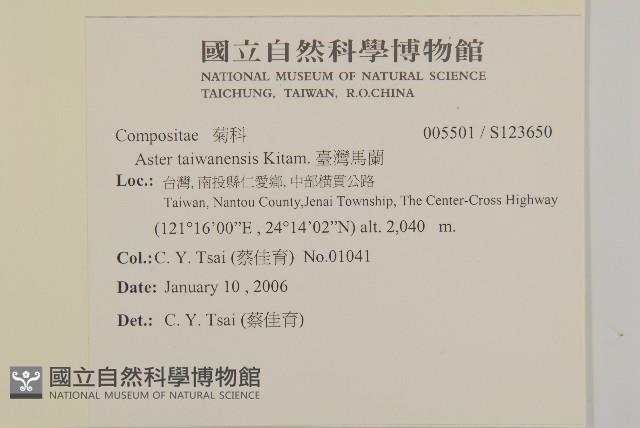 國立自然科學博物館
NATIONAL MUSEUM OF NATURAL SCIENCE
TAICHUNG, TAIWAN, R.O.CHINA
Compositae 菊科 005501 / S123650
Aster taiwanensis Kitam. 臺灣馬蘭
Loc.: 台灣, 南投縣仁愛鄉, 中部橫貫公路
Taiwan, Nantou County,Jenai Township, The Center-Cross Highway
(121°16’00”E , 24°14’02”N) alt. 2,040 m.
Col.: C. Y. Tsai (蔡佳育) No.01041
Date: January 10 , 2006
Det.: C. Y. Tsai (蔡佳育)
國立自然科學博物館
NATIONAL MUSEUM OF NATURAL SCIENCE